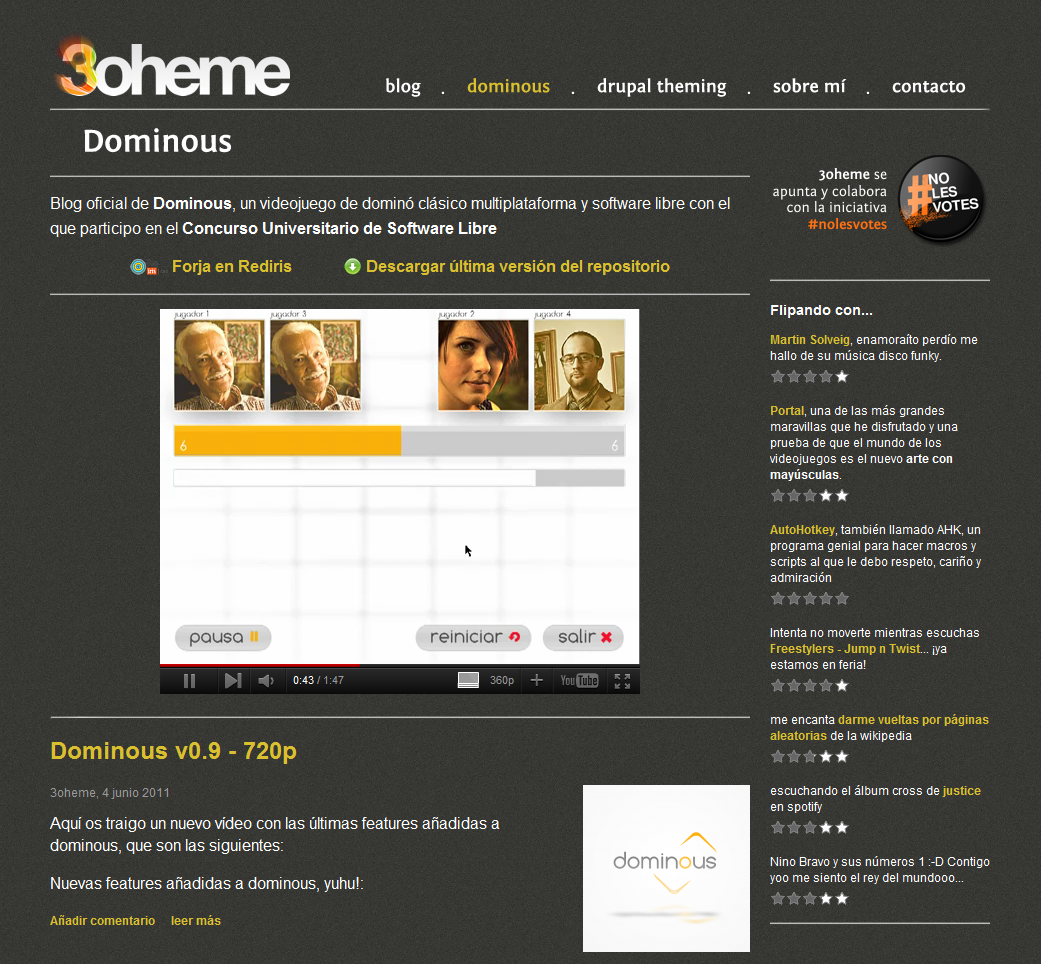 3oheme
blog . dominous . drupal theming . sobre mí . contacto
Dominous
Blog oficial de Dominous, un videojuego de dominó clásico multiplataforma y software libre con el
que participo en el Concurso Universitario de Software Libre
Forja en Rediris
Descargar última versión del repositorio
jugador 1
jugador 3
jugador 2
jugador 4
6
6
pausa
reiniciar
salir
0:43 / 1:47
360p
YouTube
Dominous v0.9 - 720p
3oheme, 4 junio 2011
Aquí os traigo un nuevo vídeo con las últimas features añadidas a
dominous, que son las siguientes:
Nuevas features añadidas a dominous, yuhu!:
Añadir comentario leer más
dominous
3oheme se
apunta y colabora
con la iniciativa
#nolesvotes
#NO
LES
VOTES
Flipando con...
Martin Solveig, enamoraíto perdío me
hallo de su música disco funky.
Portal, una de las más grandes
maravillas que he disfrutado y una
prueba de que el mundo de los
videojuegos es el nuevo arte con
mayúsculas.
AutoHotkey, también llamado AHK, un
programa genial para hacer macros y
scripts al que le debo respeto, cariño y
admiración
Intenta no moverte mientras escuchas
Freestylers - Jump n Twist... ¡ya
estamos en feria!
me encanta darme vueltas por páginas
aleatorias de la wikipedia
escuchando el álbum cross de justice
en spotify
Nino Bravo y sus números 1 :-D Contigo
yoo me siento el rey del mundooo...